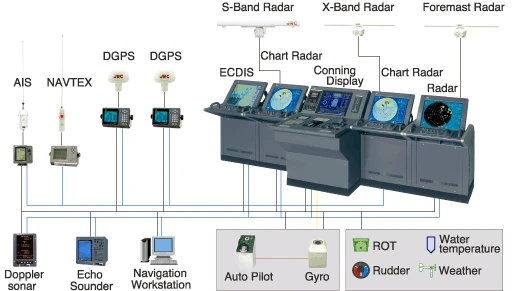 S-Band Radar
X-Band Radar
Foremast Radar
DGPS
DGPS
JRC
JRC
AIS
NAVTEX
Chart Radar
ECDIS
Conning
Display
Chart Radar
Radar
Doppler
sonar
Echo
Sounder
Navigation
Workstation
Auto Pilot
Gyro
ROT
Water
temperature
Rudder
Weather